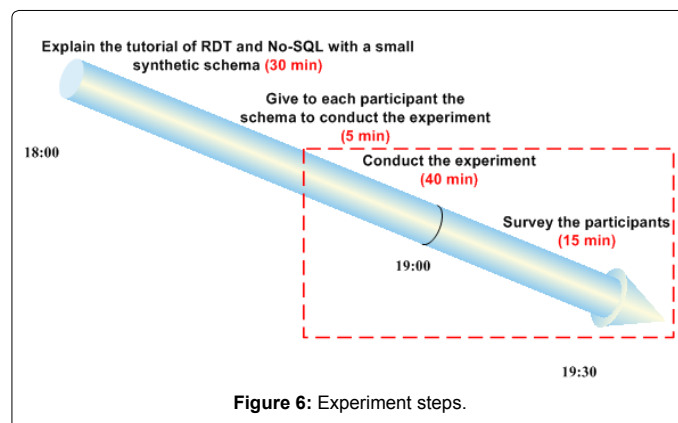 Explain the tutorial of RDT and No-SQL with a small
synthetic schema (30 min)
Give to each participant the
schema to conduct the experiment
(5 min)
18:00
Conduct the experiment
(40 min)
Survey the participants
(15 min)
19:00
19:30
Figure 6: Experiment steps.